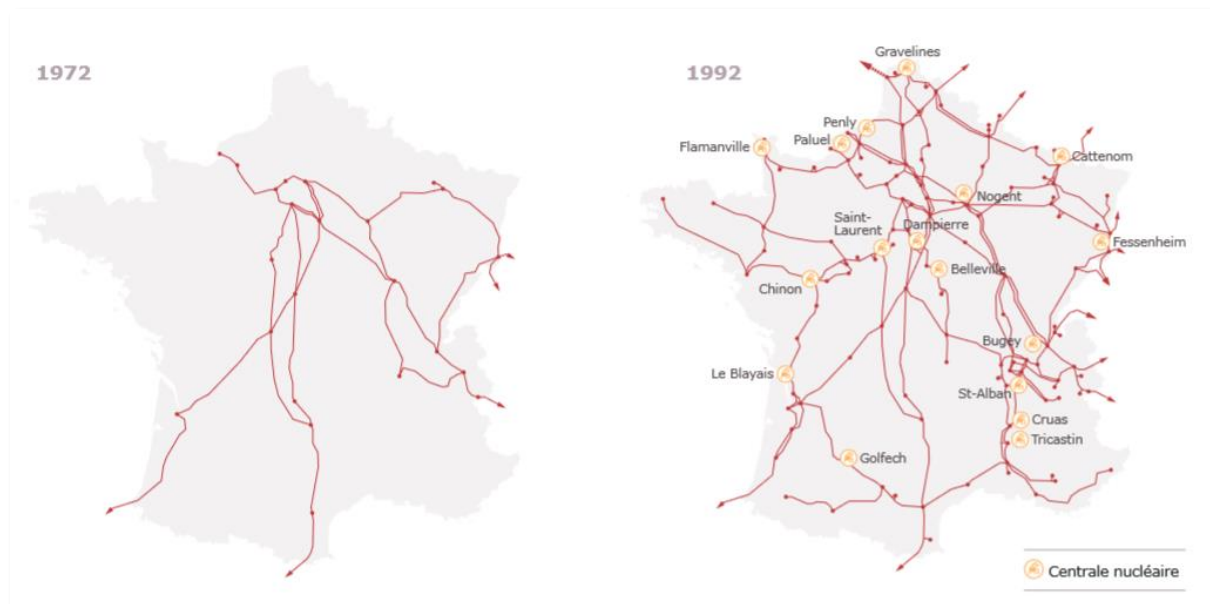 1972
1992
Gravelines
Penly
Paluel
Flamanville
Cattenom
Nogent
Saint-
Laurent
Dampierre
Fessenheim
Belleville
Chinon
Bugey
Le Blayais
St-Alban
Cruas
Tricastin
Golfech
Centrale nucléaire